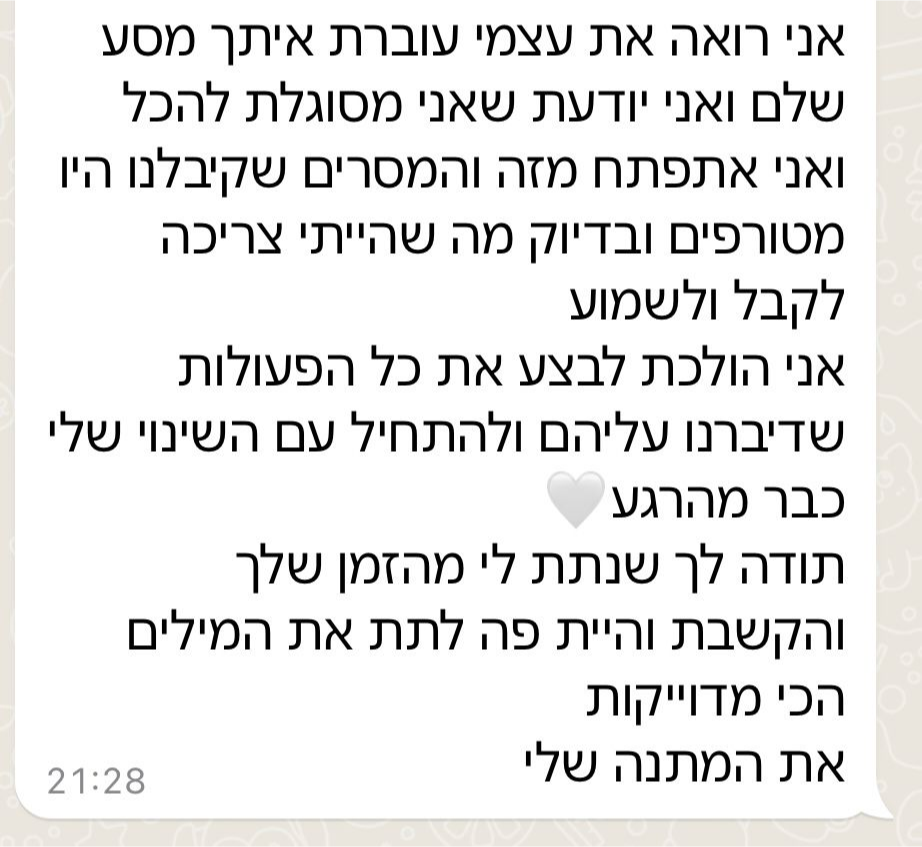 אני רואה את עצמי עוברת איתך מסע
שלם ואני יודעת שאני מסוגלת להכל
ואני אתפתח מזה והמסרים שקיבלנו היו
מטורפים ובדיוק מה שהייתי צריכה
לקבל ולשמוע
אני הולכת לבצע את כל הפעולות
שדיברנו עליהם ולהתחיל עם השינוי שלי
כבר מהרגע🤍
תודה לך שנתת לי מהזמן שלך
והקשבת והיית פה לתת את המילים
הכי מדוייקות
את המתנה שלי
21:28